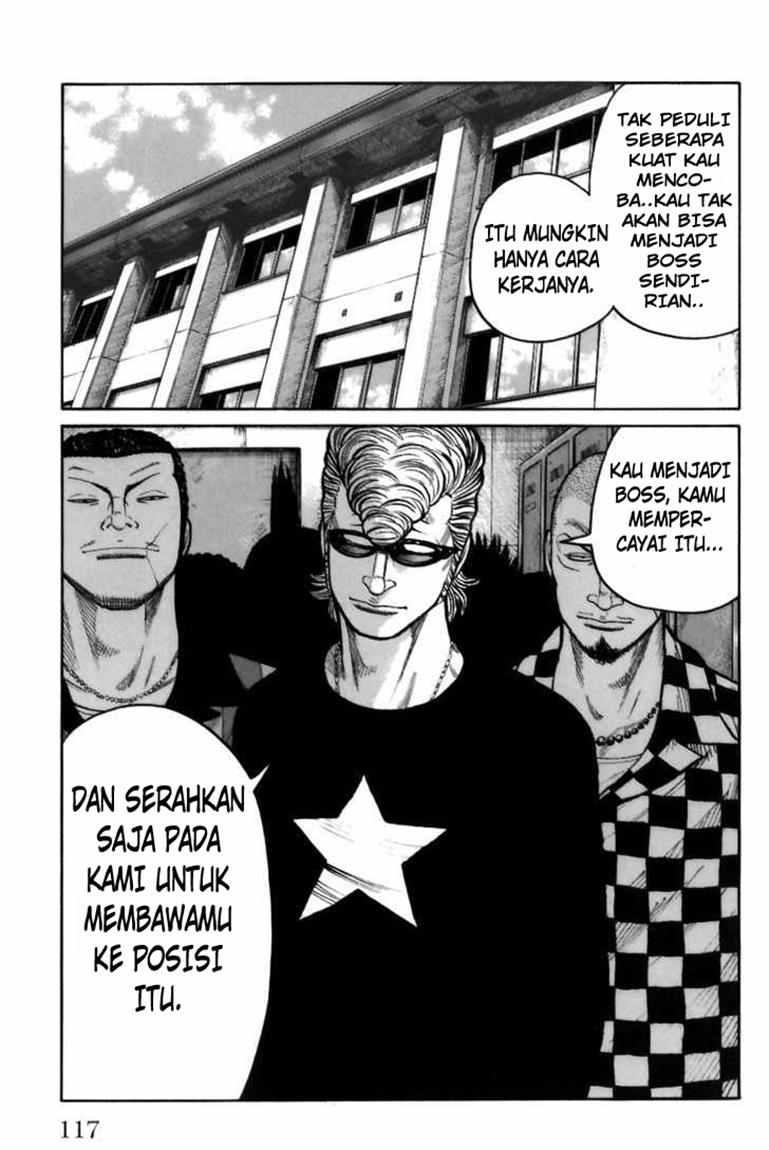 TAK PEDULI
SEBERAPA
KUAT KAU
MENCO-
BA..KAU TAK
AKAN BISA
MENJADI
BOSS
SENDI-
RIAN..
ITU MUNGKIN
HANYA CARA
KERJANYA.
KAU MENJADI
BOSS, KAMU
MEMPER-
CAYAI ITU...
DAN SERAHKAN
SAJA PADA
KAMI UNTUK
MEMBAWAMU
KE POSISI
ITU.
117